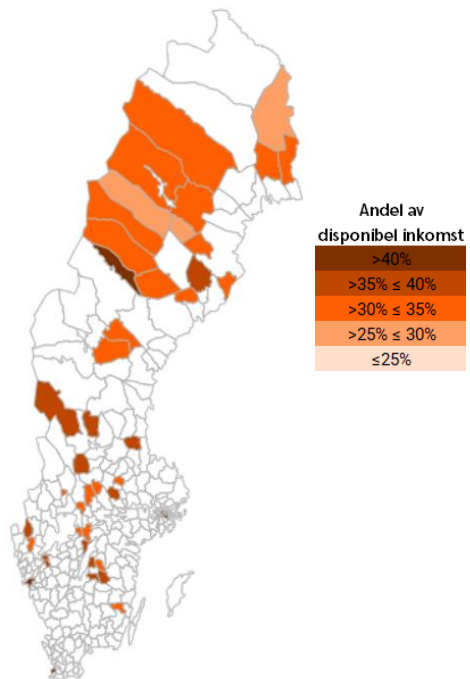 Andel av
disponibel inkomst
>40%
>35% ≤ 40%
>30% ≤ 35%
>25% ≤ 30%
≤25%